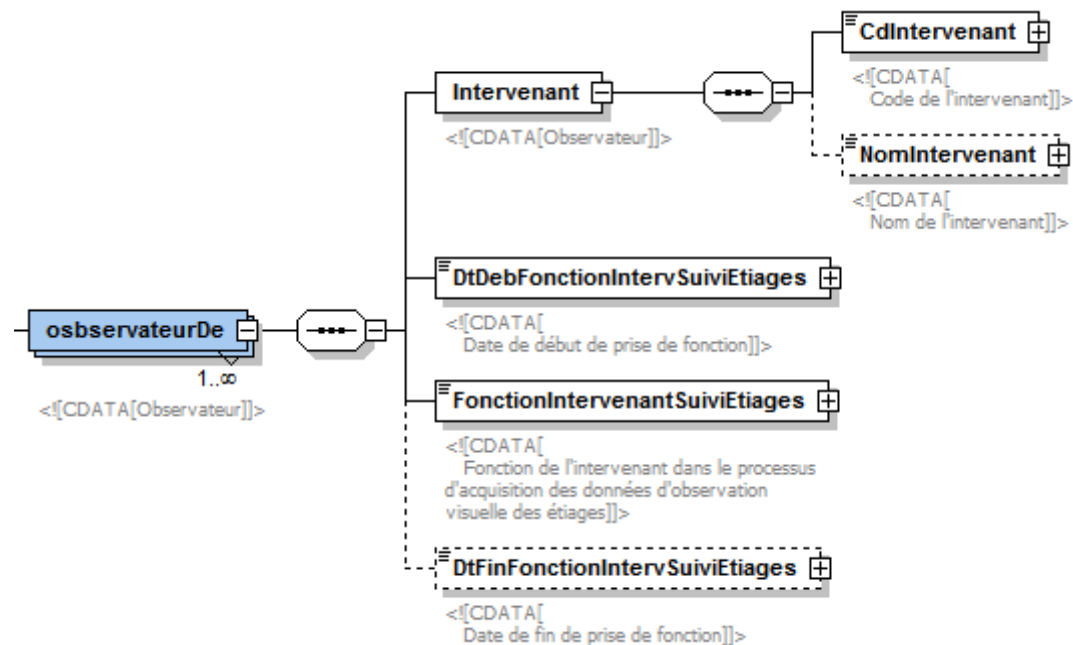 CdIntervenant
<![CDATA[
Code de l'intervenant]]>
Intervenant
<![CDATA[Observateur]]>
NomIntervenant
<![CDATA[
Nom de l'intervenant]]>
DtDebFonctionIntervSuiviEtiages
<![CDATA[
Date de début de prise de fonction]]>
osbservateurDe
1..∞
<![CDATA[Observateur]]>
FonctionIntervenantSuiviEtiages
<![CDATA[
Fonction de l'intervenant dans le processus
d'acquisition des données d'observation
visuelle des étiages]]>
DtFinFonctionIntervSuiviEtiages
<![CDATA[
Date de fin de prise de fonction]]>